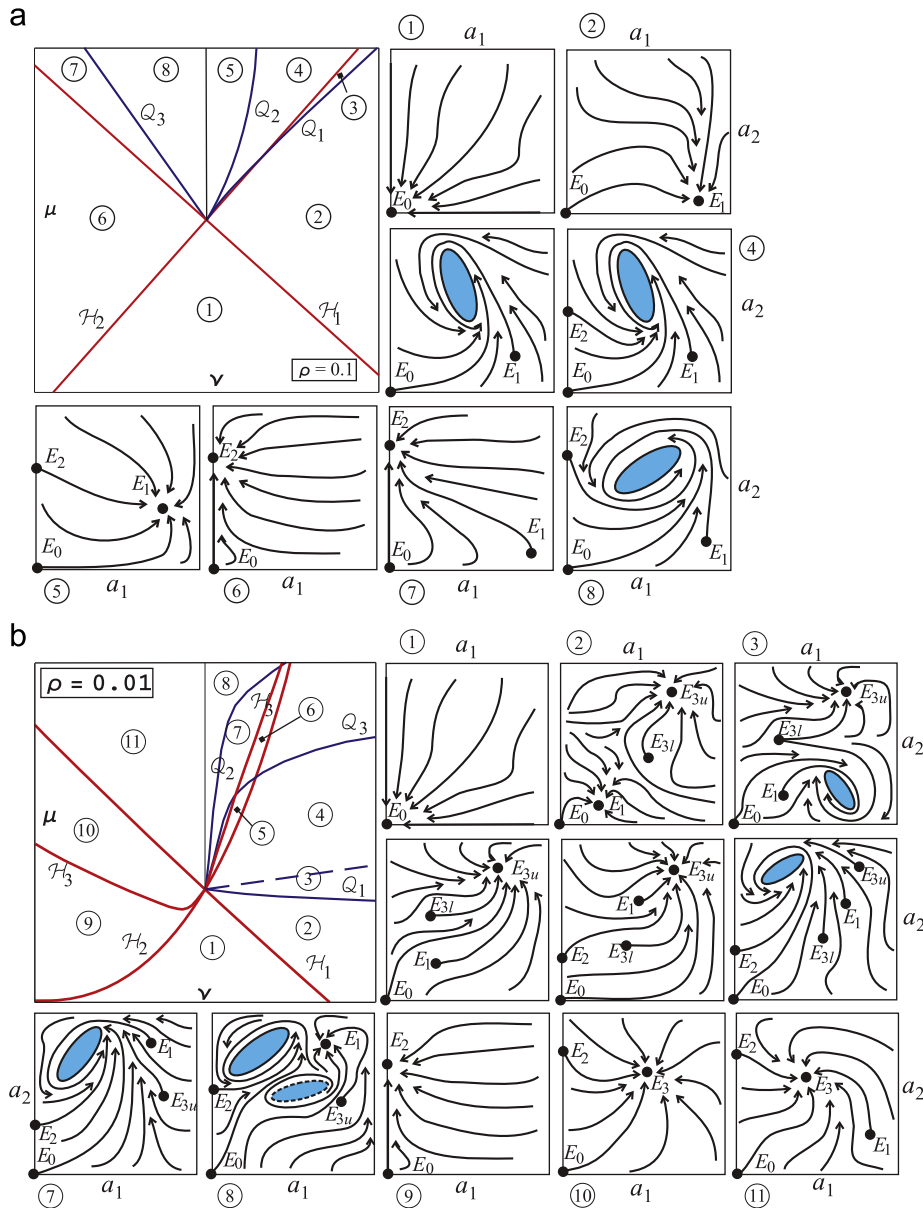 a
① a₁ ② a₁
⑦ ⑧ ⑤ ④
③
Q₃ Q₂ Q₁
a₂
μ ⑥ ②
E₀ E₀ E₁
④
H₂ ① H₁
a₂
ν ρ = 0.1
E₂
E₀ E₁ E₀ E₁
E₂ E₁ E₂ E₂ E₂
a₂
E₀ E₀ E₀ E₁ E₀ E₁
⑤ a₁ ⑥ a₁ ⑦ a₁ ⑧ a₁
b
① a₁ ② a₁ ③ a₁
ρ = 0.01
⑧ H₃ ⑥
⑪ ⑦ Q₃
E₃ᵤ E₃ᵤ
Q₂
E₃ₗ E₃ₗ a₂
μ ⑤ ④
⑩
E₀ E₀ E₁ E₀ E₁
H₃ ③ Q₁
⑨ H₂ ① ②
ν H₁
E₃ᵤ E₃ᵤ E₃ᵤ
E₃ₗ E₁ E₁
E₁ E₂ E₃ₗ E₂ E₃ₗ a₂
E₀ E₀ E₀
E₁ E₁ E₂ E₂ E₂
a₂ E₃ᵤ E₂ E₃ᵤ E₃ E₃ a₂
E₂ E₁
E₀ E₀ E₀ E₀ E₀
⑦ a₁ ⑧ a₁ ⑨ a₁ ⑩ a₁ ⑪ a₁